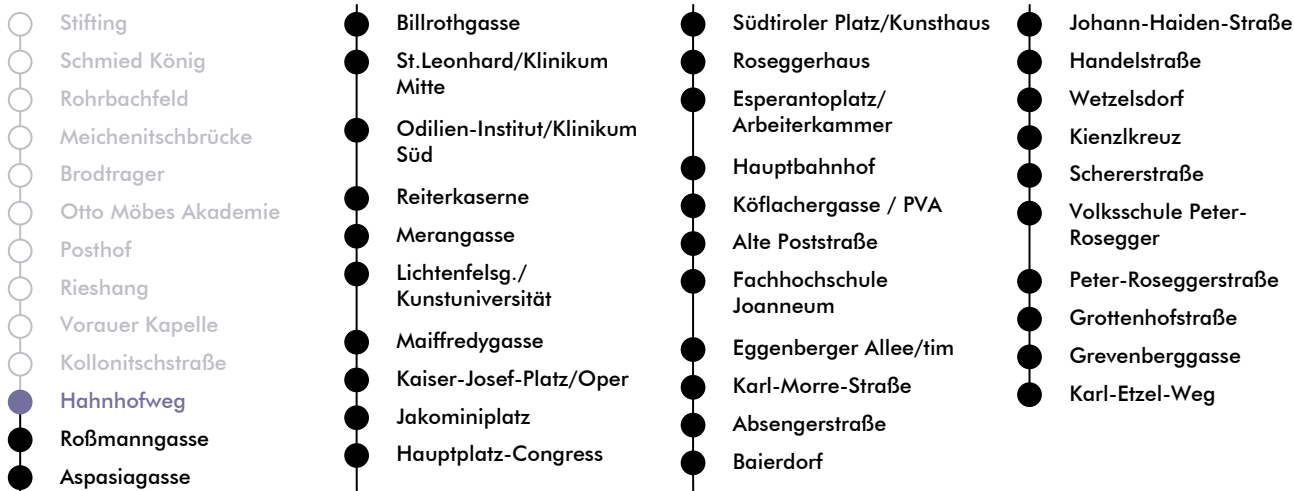 Stifting
Schmied König
Rohrbachfeld
Meichenitschbrücke
Brodtrager
Otto Möbes Akademie
Posthof
Rieshang
Vorauer Kapelle
Kollonitschstraße
Hahnhofweg
Roßmanngasse
Aspasiagasse
Billrothgasse
St.Leonhard/Klinikum
Mitte
Odilien-Institut/Klinikum
Süd
Reiterkaserne
Merangasse
Lichtenfelsg./
Kunstuniversität
Maiffredygasse
Kaiser-Josef-Platz/Oper
Jakominiplatz
Hauptplatz-Congress
Südtiroler Platz/Kunsthaus
Roseggerhaus
Esperantoplatz/
Arbeiterkammer
Hauptbahnhof
Köflachergasse / PVA
Alte Poststraße
Fachhochschule
Joanneum
Eggenberger Allee/tim
Karl-Morre-Straße
Absengerstraße
Baierdorf
Johann-Haiden-Straße
Handelstraße
Wetzelsdorf
Kienzlkreuz
Schererstraße
Volksschule Peter-
Rosegger
Peter-Roseggerstraße
Grottenhofstraße
Grevenberggasse
Karl-Etzel-Weg